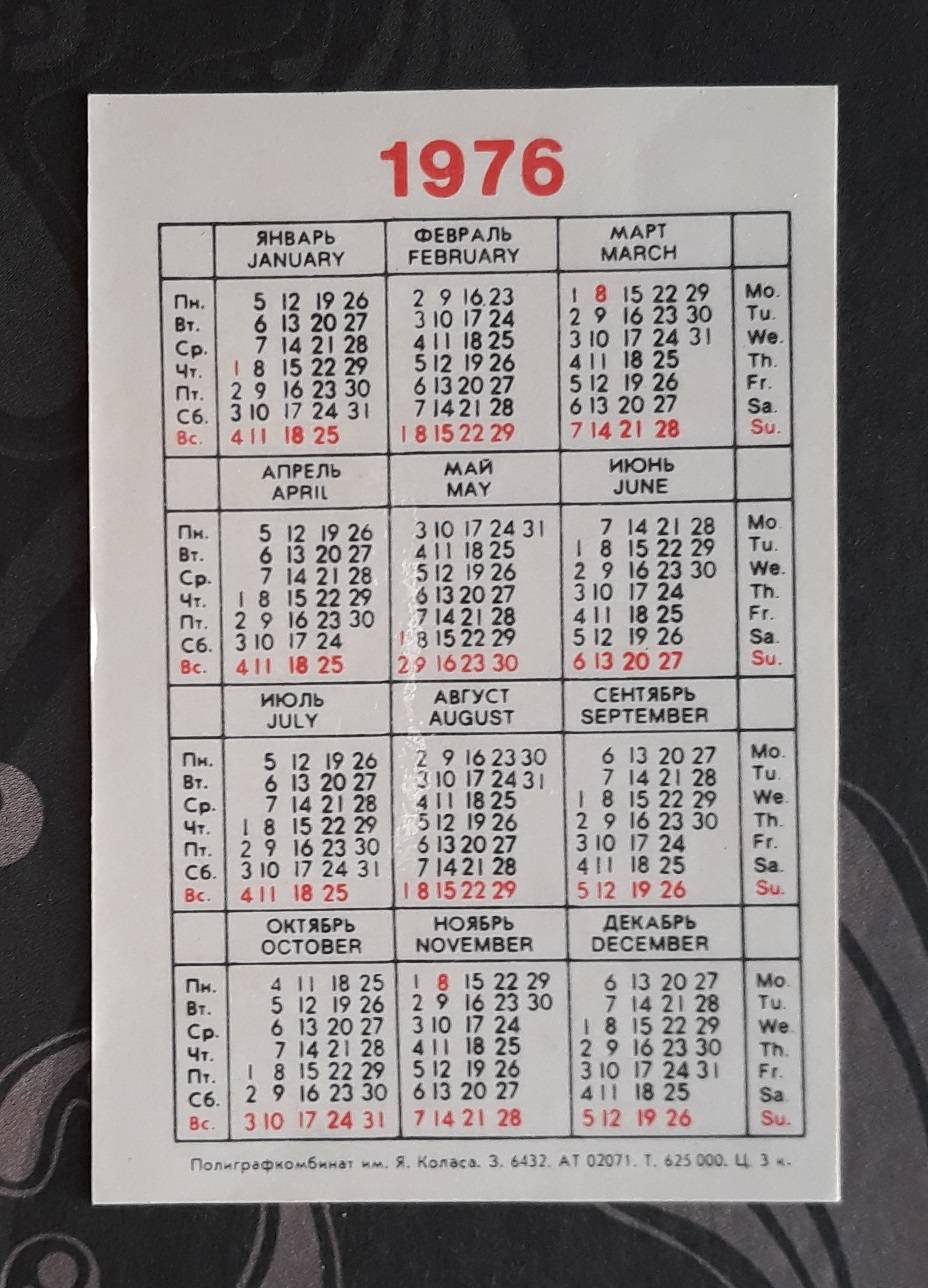 1976
ЯНВАРЬ ФЕВРАЛЬ МАРТ
JANUARY FEBRUARY MARCH
Пн. 5 12 19 26 2 9 16 23 1 8 15 22 29 Mo.
Вт. 6 13 20 27 3 10 17 24 2 9 16 23 30 Tu.
Ср. 7 14 21 28 4 11 18 25 3 10 17 24 31 We.
Чт. 1 8 15 22 29 5 12 19 26 4 11 18 25 Th.
Пт. 2 9 16 23 30 6 13 20 27 5 12 19 26 Fr.
Сб. 3 10 17 24 31 7 14 21 28 6 13 20 27 Sa.
Вс. 4 11 18 25 1 8 15 22 29 7 14 21 28 Su.
АПРЕЛЬ МАЙ ИЮНЬ
APRIL MAY JUNE
Пн. 5 12 19 26 3 10 17 24 31 7 14 21 28 Mo.
Вт. 6 13 20 27 4 11 18 25 1 8 15 22 29 Tu.
Ср. 7 14 21 28 5 12 19 26 2 9 16 23 30 We.
Чт. 1 8 15 22 29 6 13 20 27 3 10 17 24 Th.
Пт. 2 9 16 23 30 7 14 21 28 4 11 18 25 Fr.
Сб. 3 10 17 24 1 8 15 22 29 5 12 19 26 Sa.
Вс. 4 11 18 25 2 9 16 23 30 6 13 20 27 Su.
ИЮЛЬ АВГУСТ СЕНТЯБРЬ
JULY AUGUST SEPTEMBER
Пн. 5 12 19 26 2 9 16 23 30 6 13 20 27 Mo.
Вт. 6 13 20 27 3 10 17 24 31 7 14 21 28 Tu.
Ср. 7 14 21 28 4 11 18 25 1 8 15 22 29 We.
Чт. 1 8 15 22 29 5 12 19 26 2 9 16 23 30 Th.
Пт. 2 9 16 23 30 6 13 20 27 3 10 17 24 Fr.
Сб. 3 10 17 24 31 7 14 21 28 4 11 18 25 Sa.
Вс. 4 11 18 25 1 8 15 22 29 5 12 19 26 Su.
ОКТЯБРЬ НОЯБРЬ ДЕКАБРЬ
OCTOBER NOVEMBER DECEMBER
Пн. 4 11 18 25 1 8 15 22 29 6 13 20 27 Mo.
Вт. 5 12 19 26 2 9 16 23 30 7 14 21 28 Tu.
Ср. 6 13 20 27 3 10 17 24 1 8 15 22 29 We.
Чт. 7 14 21 28 4 11 18 25 2 9 16 23 30 Th.
Пт. 1 8 15 22 29 5 12 19 26 3 10 17 24 31 Fr.
Сб. 2 9 16 23 30 6 13 20 27 4 11 18 25 Sa.
Вс. 3 10 17 24 31 7 14 21 28 5 12 19 26 Su.
Полиграфкомбинат им. Я. Коласа. З. 6432. АТ 02071. Т. 625 000. Ц. 3 к.